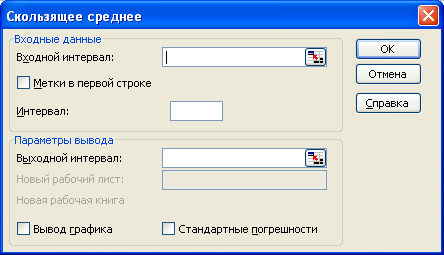 Скользящее среднее
Входные данные
Входной интервал:
Метки в первой строке
Интервал:
OK
Отмена
Справка
Параметры вывода
Выходной интервал:
Новый рабочий лист:
Новая рабочая книга
Вывод графика
Стандартные погрешности